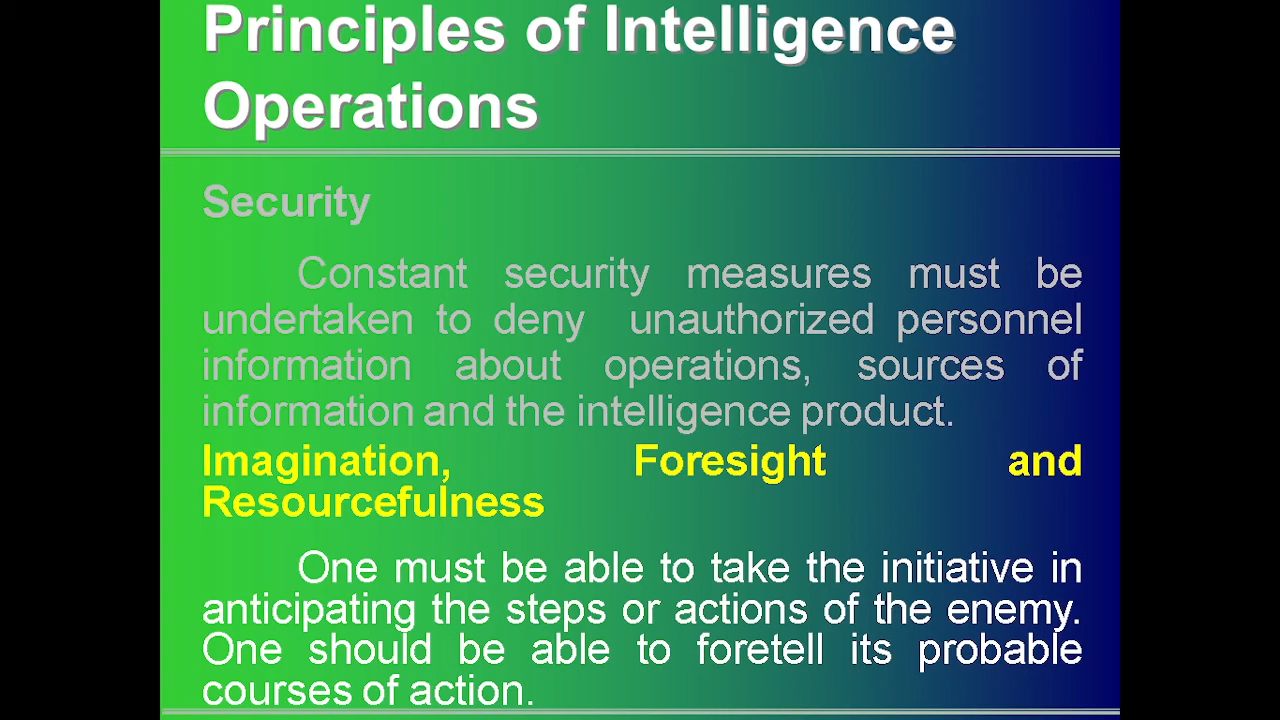 Principles of Intelligence
Operations
Security
Constant security measures must be
undertaken to deny unauthorized personnel
information about operations, sources of
information and the intelligence product.
Imagination, Foresight and
Resourcefulness
One must be able to take the initiative in
anticipating the steps or actions of the enemy.
One should be able to foretell its probable
courses of action.